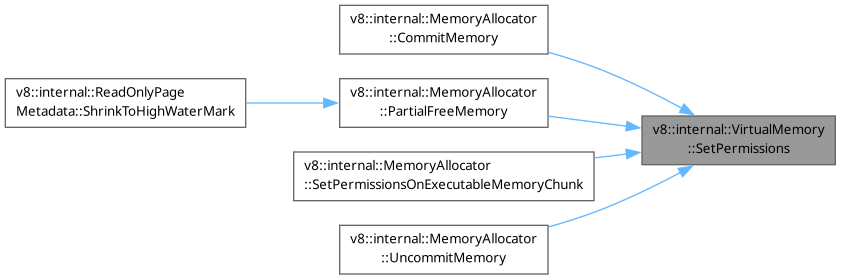 v8::internal::MemoryAllocator
::CommitMemory
v8::internal::ReadOnlyPage
Metadata::ShrinkToHighWaterMark
v8::internal::MemoryAllocator
::PartialFreeMemory
v8::internal::VirtualMemory
::SetPermissions
v8::internal::MemoryAllocator
::SetPermissionsOnExecutableMemoryChunk
v8::internal::MemoryAllocator
::UncommitMemory